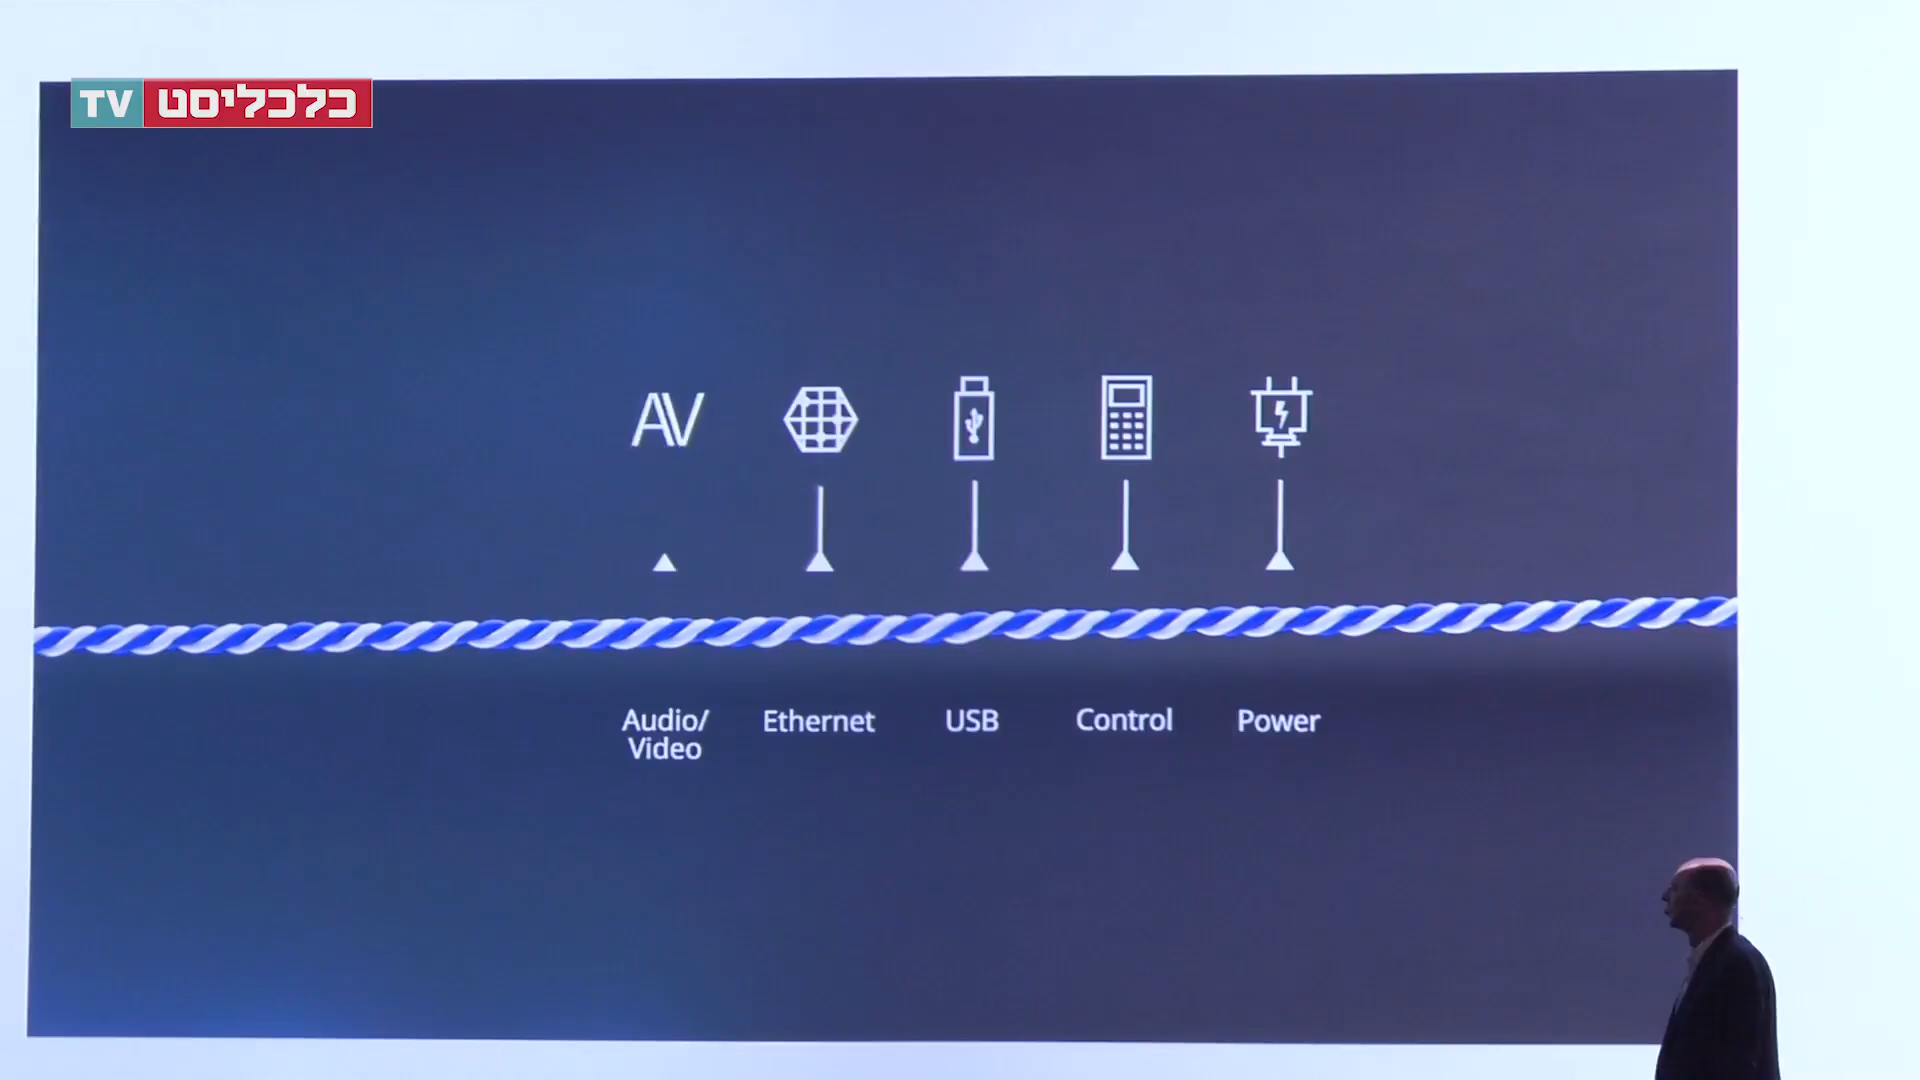 TV כלכליסט
AV
Audio/
Video
Ethernet
USB
Control
Power